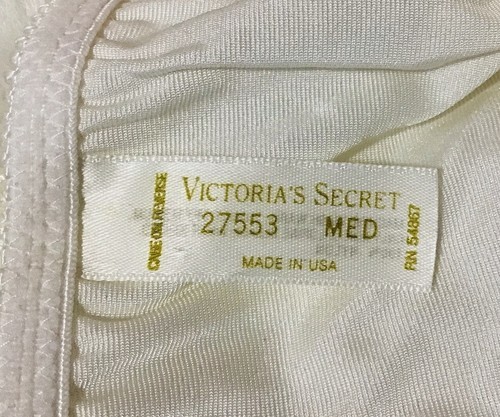 CARE ON REVERSE
VICTORIA'S SECRET
27553 MED
MADE IN USA
RN 54867